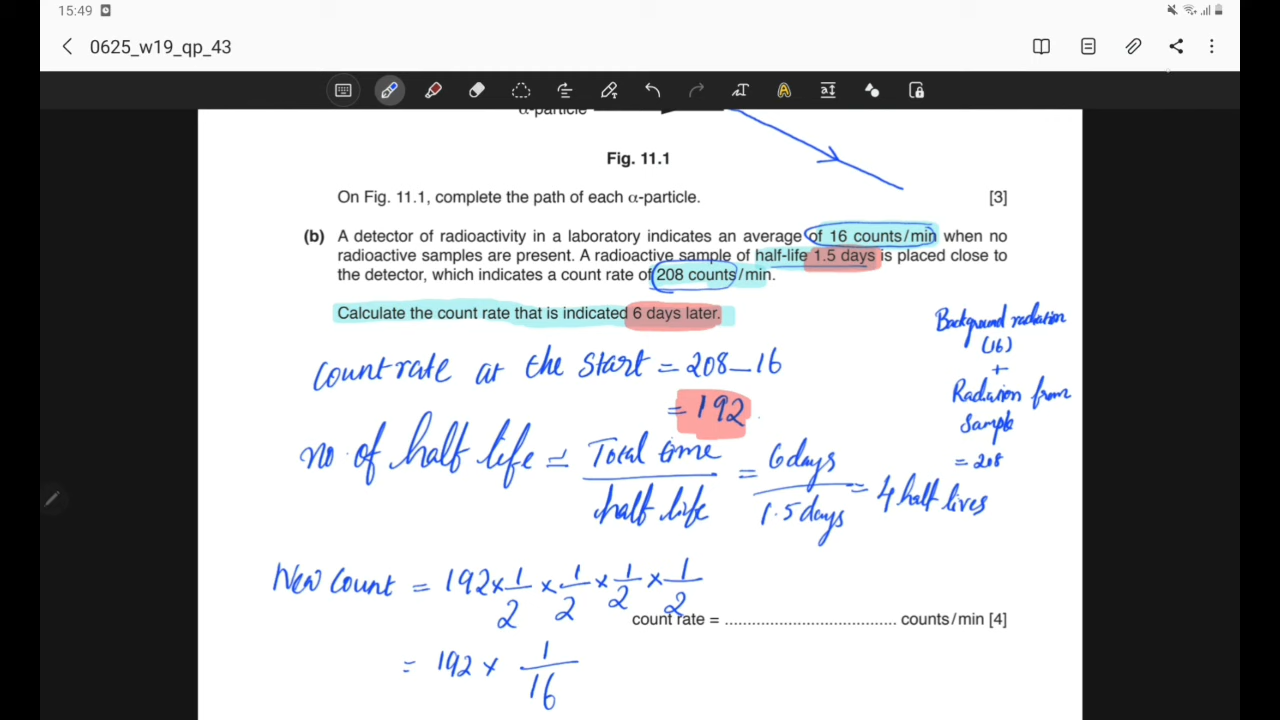 15:49
0625_w19_qp_43
α-particle
Fig. 11.1
On Fig. 11.1, complete the path of each α-particle. [3]
(b) A detector of radioactivity in a laboratory indicates an average of 16 counts/min when no
radioactive samples are present. A radioactive sample of half-life 1.5 days is placed close to
the detector, which indicates a count rate of 208 counts/min.
Calculate the count rate that is indicated 6 days later.
Background radiation
(16)
+
Radiation from
Sample
= 208
Count rate at the start = 208 - 16
= 192
no. of half life = Total time / half life = 6 days / 1.5 days = 4 half lives
New Count = 192 × 1/2 × 1/2 × 1/2 × 1/2
count rate = ...................................... counts/min [4]
= 192 × 1/16